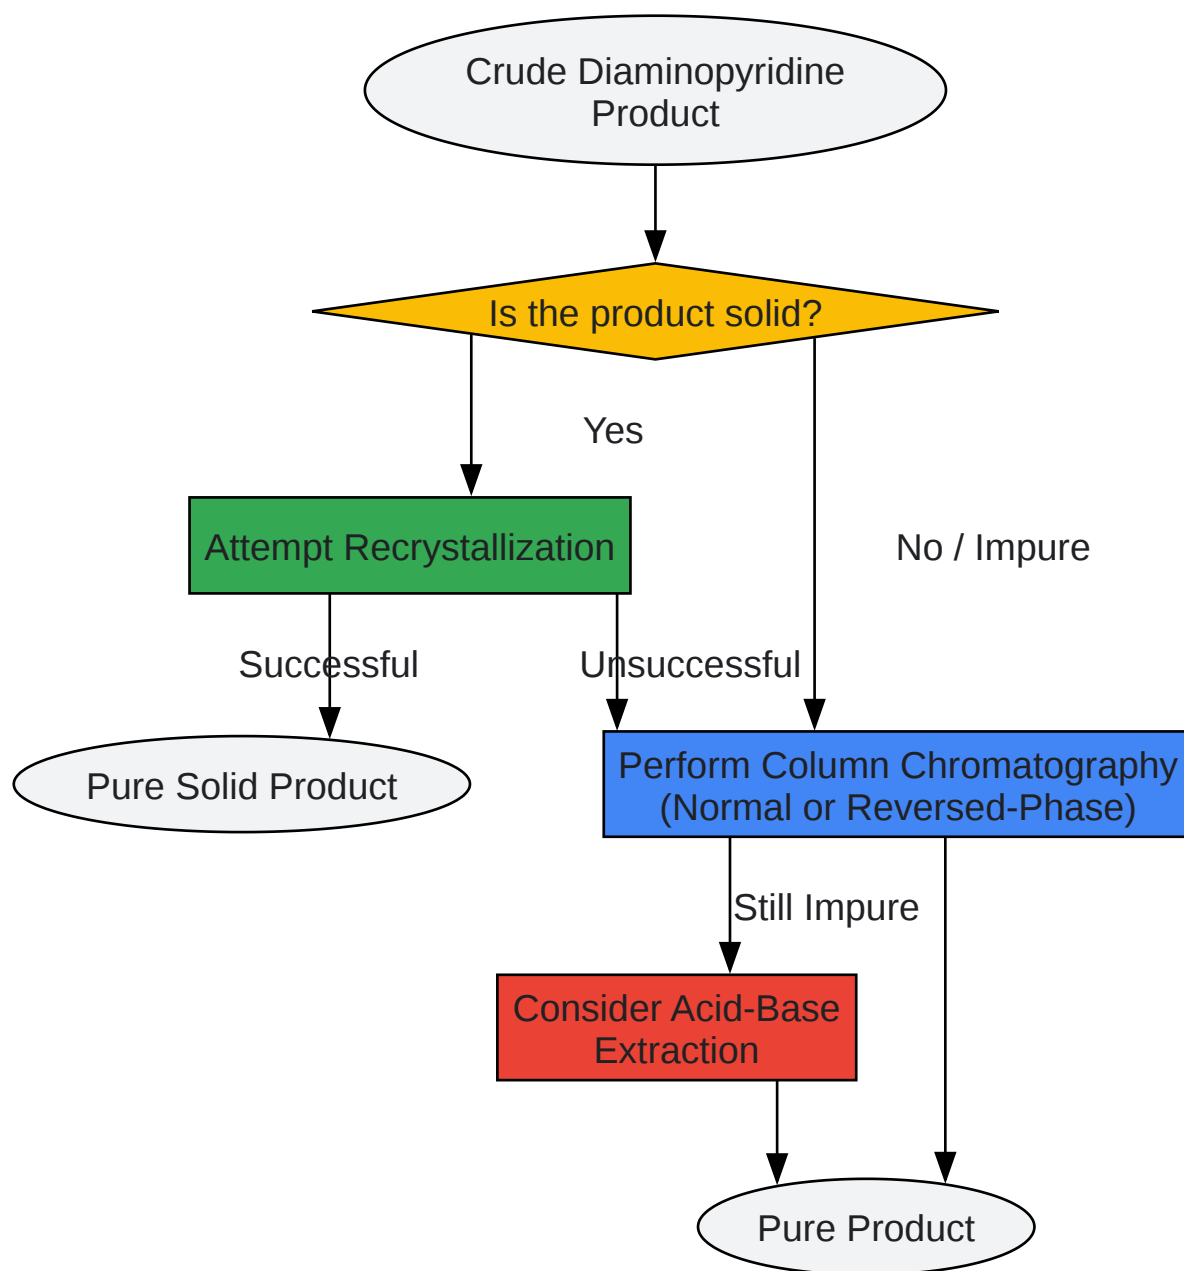 Crude Diaminopyridine
Product
Is the product solid?
Yes
Attempt Recrystallization
No / Impure
Successful
Unsuccessful
Pure Solid Product
Perform Column Chromatography
(Normal or Reversed-Phase)
Still Impure
Consider Acid-Base
Extraction
Pure Product